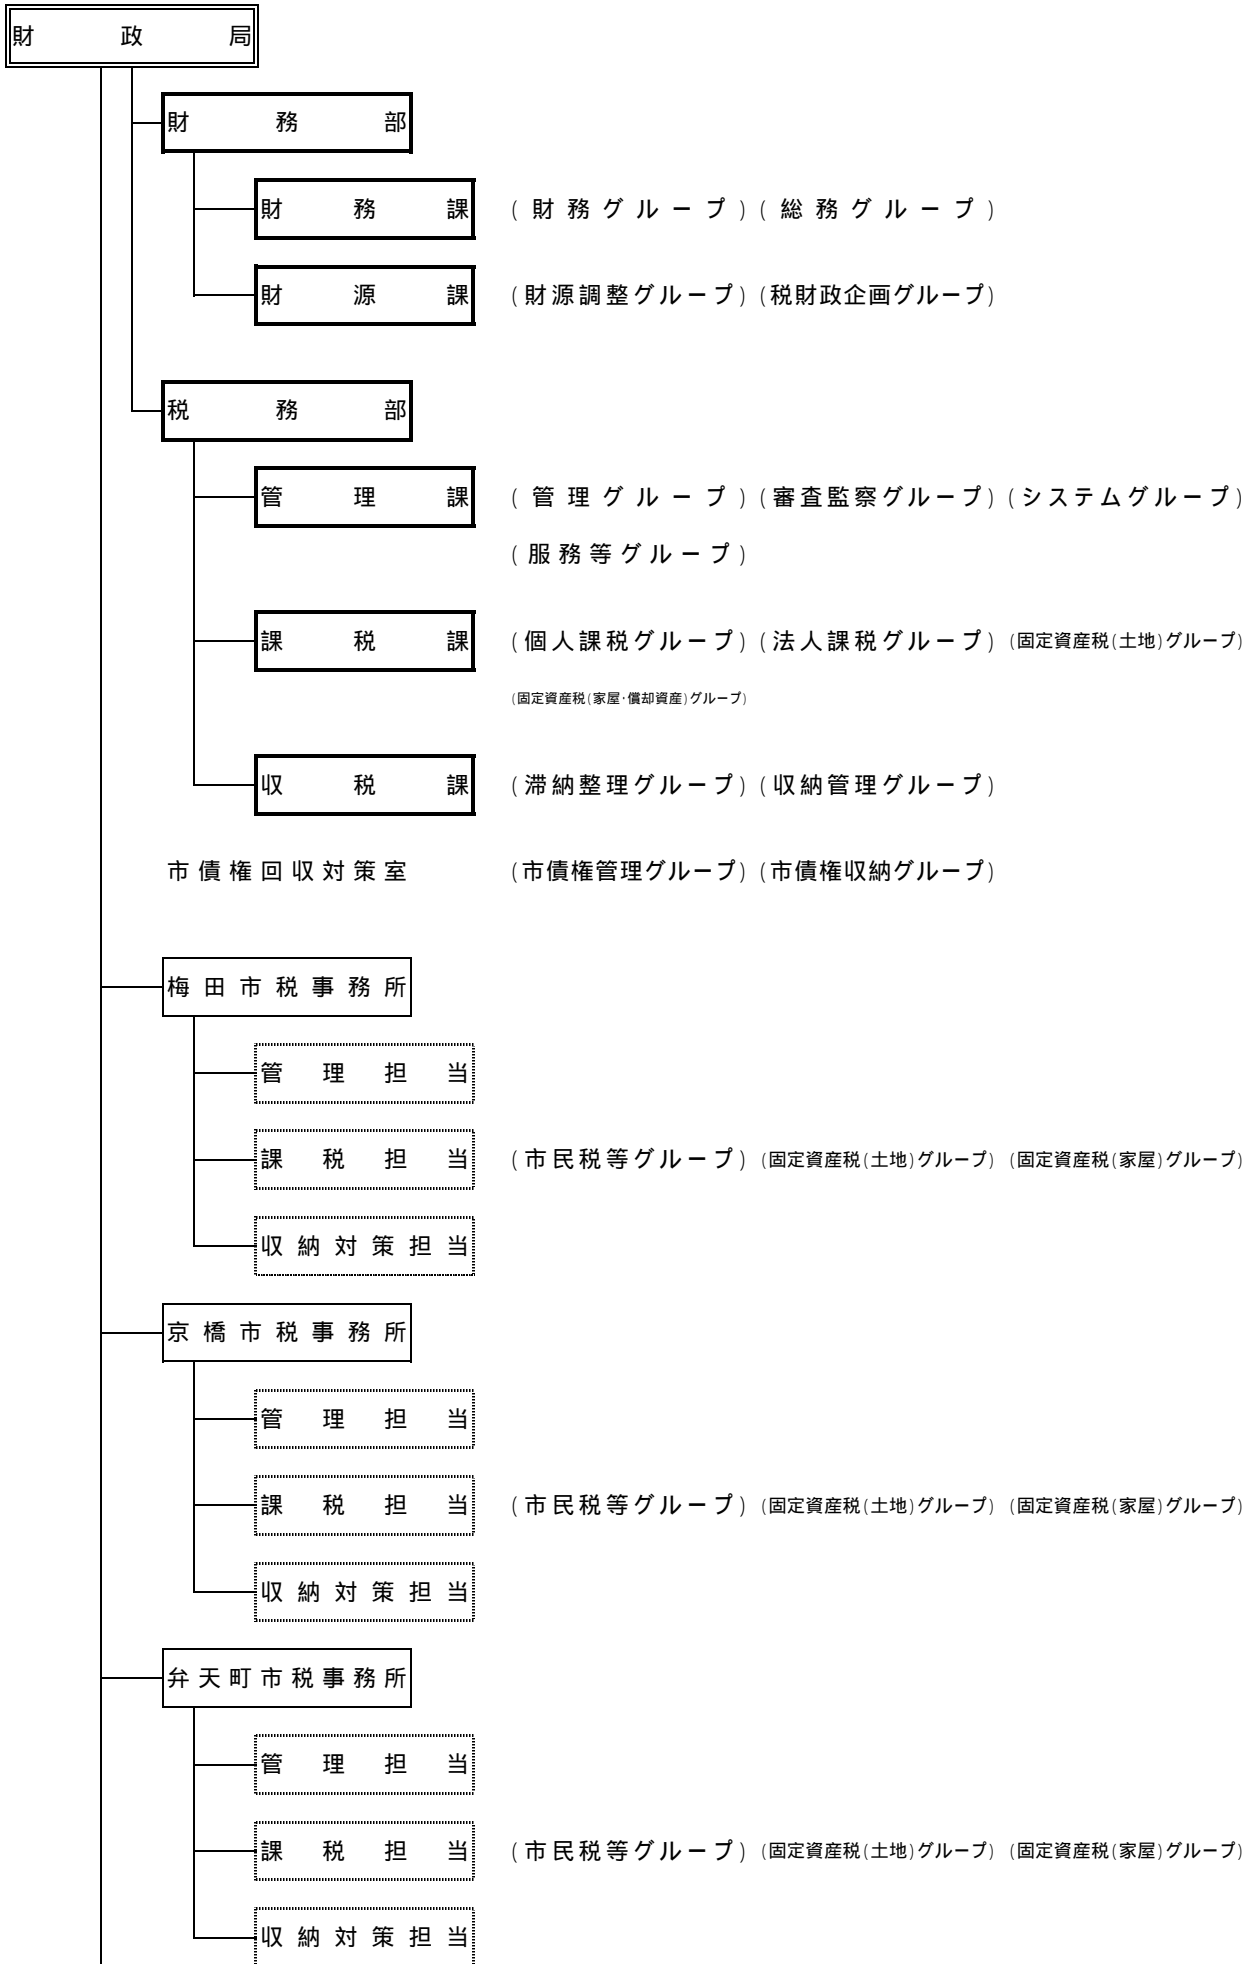 財政局
財務部
財務課 (財務グループ) (総務グループ)
財源課 (財源調整グループ) (税財政企画グループ)
税務部
管理課 (管理グループ) (審査監察グループ) (システムグループ)
(服務等グループ)
課税課 (個人課税グループ) (法人課税グループ) (固定資産税(土地)グループ)
(固定資産税(家屋･償却資産)グループ)
収税課 (滞納整理グループ) (収納管理グループ)
市債権回収対策室 (市債権管理グループ) (市債権収納グループ)
梅田市税事務所
管理担当
課税担当 (市民税等グループ) (固定資産税(土地)グループ) (固定資産税(家屋)グループ)
収納対策担当
京橋市税事務所
管理担当
課税担当 (市民税等グループ) (固定資産税(土地)グループ) (固定資産税(家屋)グループ)
収納対策担当
弁天町市税事務所
管理担当
課税担当 (市民税等グループ) (固定資産税(土地)グループ) (固定資産税(家屋)グループ)
収納対策担当